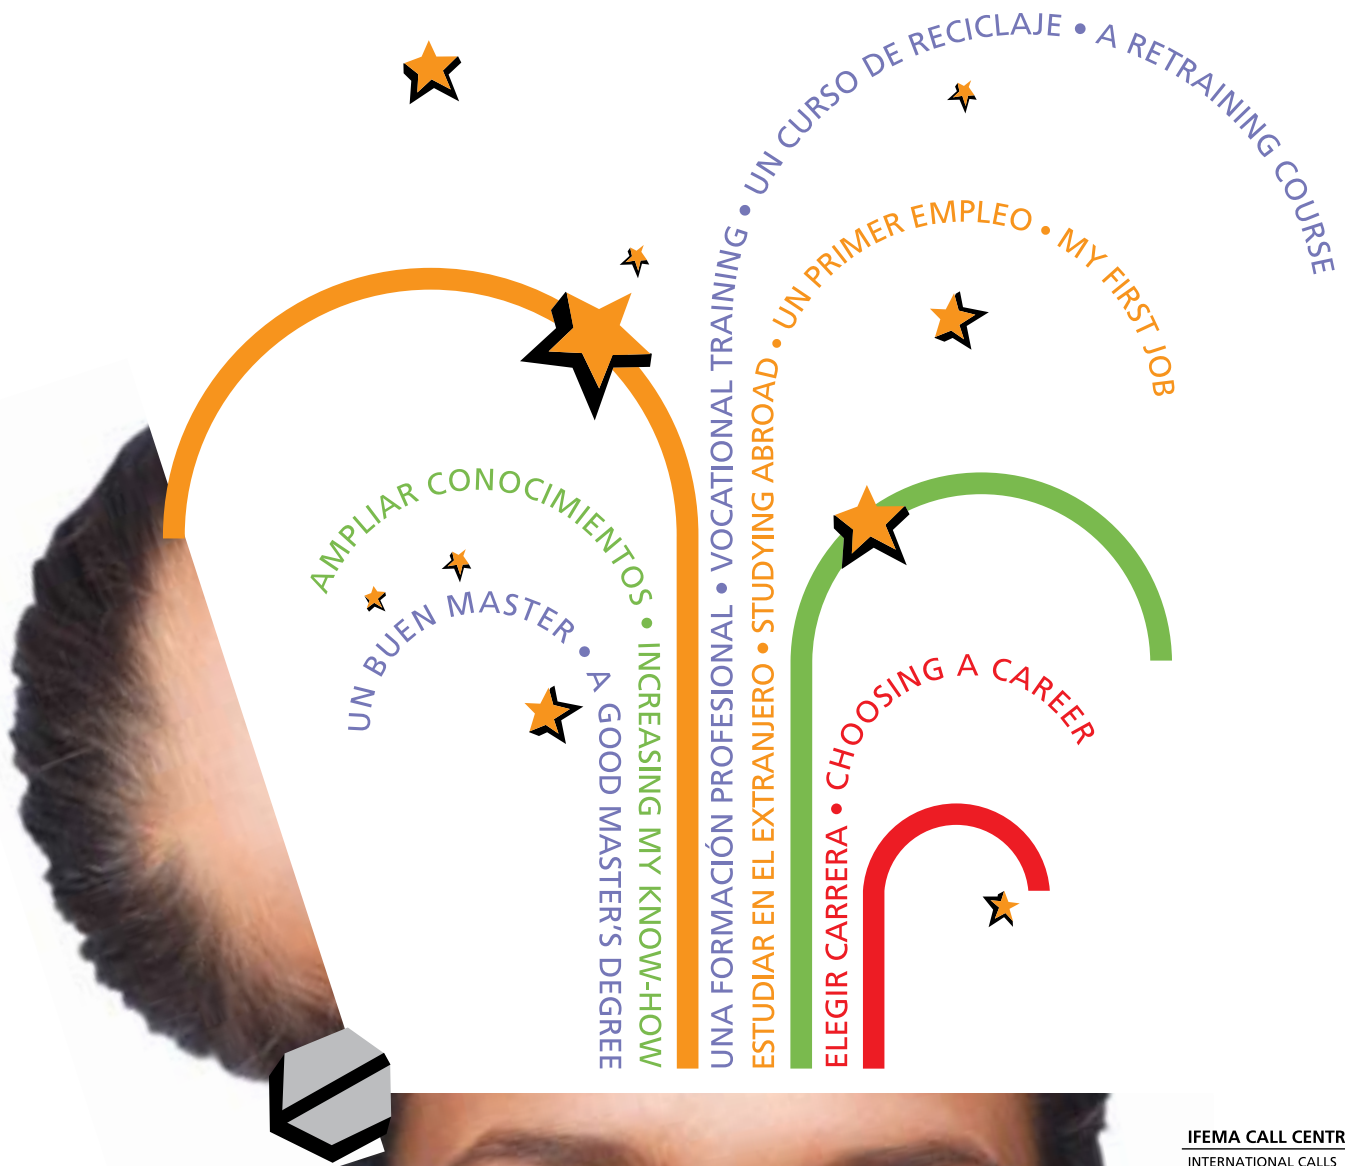 UN BUEN MASTER • A GOOD MASTER'S DEGREE
AMPLIAR CONOCIMIENTOS • INCREASING MY KNOW-HOW
UNA FORMACIÓN PROFESIONAL • VOCATIONAL TRAINING • UN CURSO DE RECICLAJE • A RETRAINING COURSE
ESTUDIAR EN EL EXTRANJERO • STUDYING ABROAD • UN PRIMER EMPLEO • MY FIRST JOB
ELEGIR CARRERA • CHOOSING A CAREER
IFEMA CALL CENTR
INTERNATIONAL CALLS